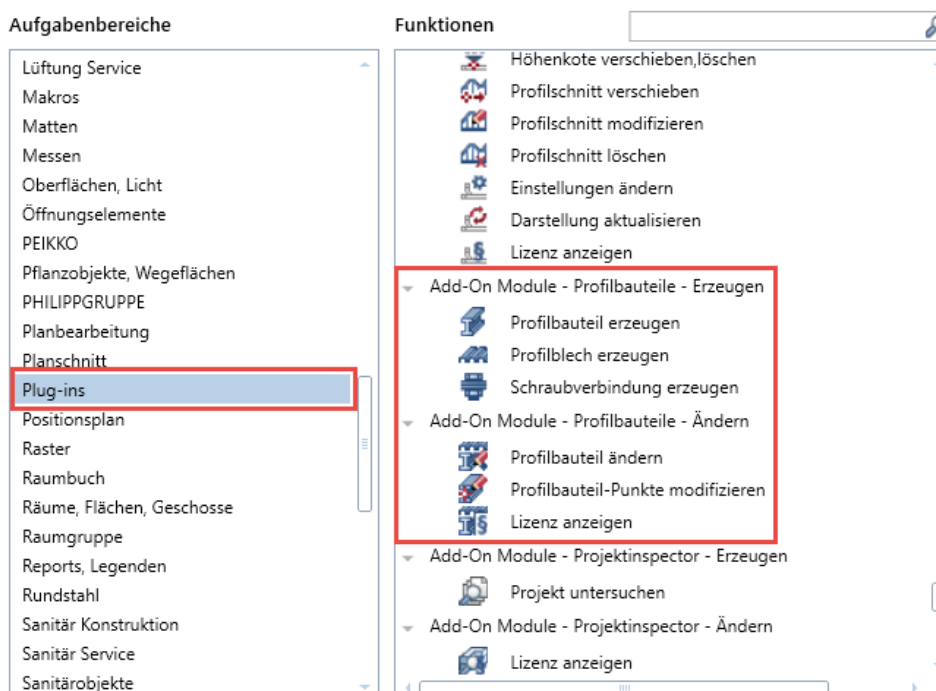 Aufgabenbereiche
Lüftung Service
Makros
Matten
Messen
Oberflächen, Licht
Öffnungselemente
PEIKKO
Pflanzobjekte, Wegeflächen
PHILIPPGRUPPE
Planbearbeitung
Planschnitt
Plug-ins
Positionsplan
Raster
Raumbuch
Räume, Flächen, Geschosse
Raumgruppe
Reports, Legenden
Rundstahl
Sanitär Konstruktion
Sanitär Service
Sanitärobjekte
Funktionen
Höhenkote verschieben,löschen
Profilschnitt verschieben
Profilschnitt modifizieren
Profilschnitt löschen
Einstellungen ändern
Darstellung aktualisieren
Lizenz anzeigen
Add-On Module - Profilbauteile - Erzeugen
Profilbauteil erzeugen
Profilblech erzeugen
Schraubverbindung erzeugen
Add-On Module - Profilbauteile - Ändern
Profilbauteil ändern
Profilbauteil-Punkte modifizieren
Lizenz anzeigen
Add-On Module - Projektinspector - Erzeugen
Projekt untersuchen
Add-On Module - Projektinspector - Ändern
Lizenz anzeigen